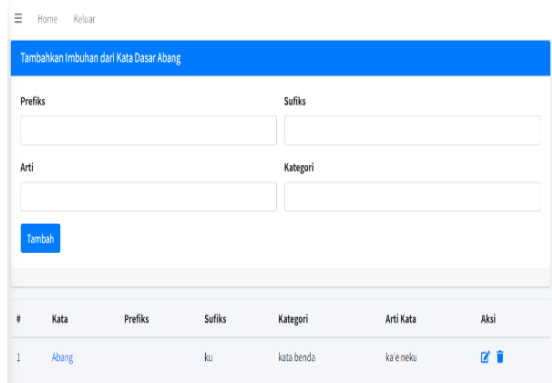 Home Keluar
Tambahkan Imbuhan dari Kata Dasar Abang
Prefiks Sufiks
Arti Kategori
Tambah
# Kata Prefiks Sufiks Kategori Arti Kata Aksi
1 Abang ku kata benda ka'e neku